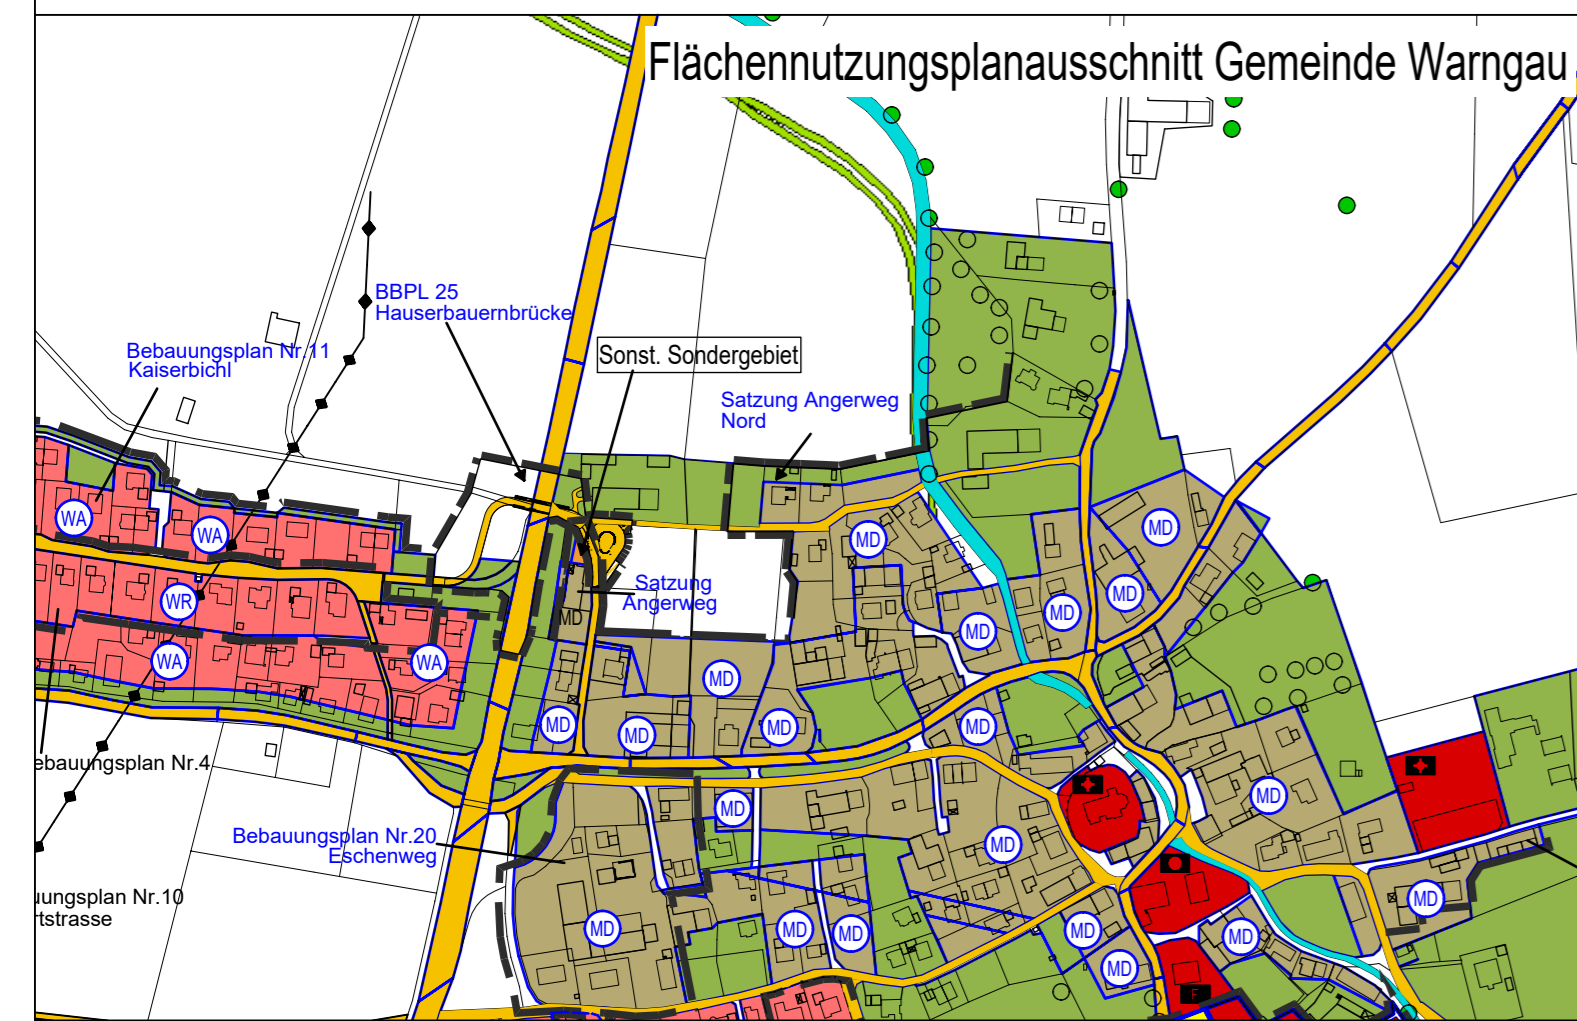 Flächennutzungsplanausschnitt Gemeinde Warngau
BBPL 25
Hauserbauernbrücke
Bebauungsplan Nr.11
Kaiserbichl
Sonst. Sondergebiet
Satzung Angerweg
Nord
WA
WA
MD
MD
Satzung
Angerweg
MD
WR
MD
MD
MD
WA
WA
MD
MD
MD
MD
MD
ebauungsplan Nr.4
MD
MD
Bebauungsplan Nr.20
Eschenweg
MD
uungsplan Nr.10
rtstrasse
MD
MD
MD
MD
MD
MD
MD
F